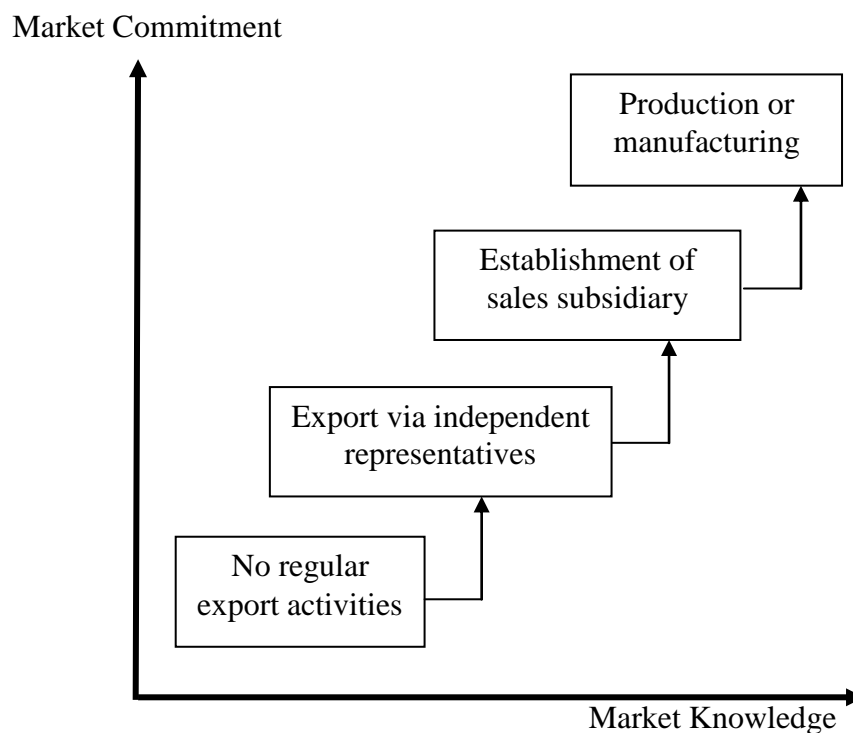 Market Commitment
Production or
manufacturing
Establishment of
sales subsidiary
Export via independent
representatives
No regular
export activities
Market Knowledge